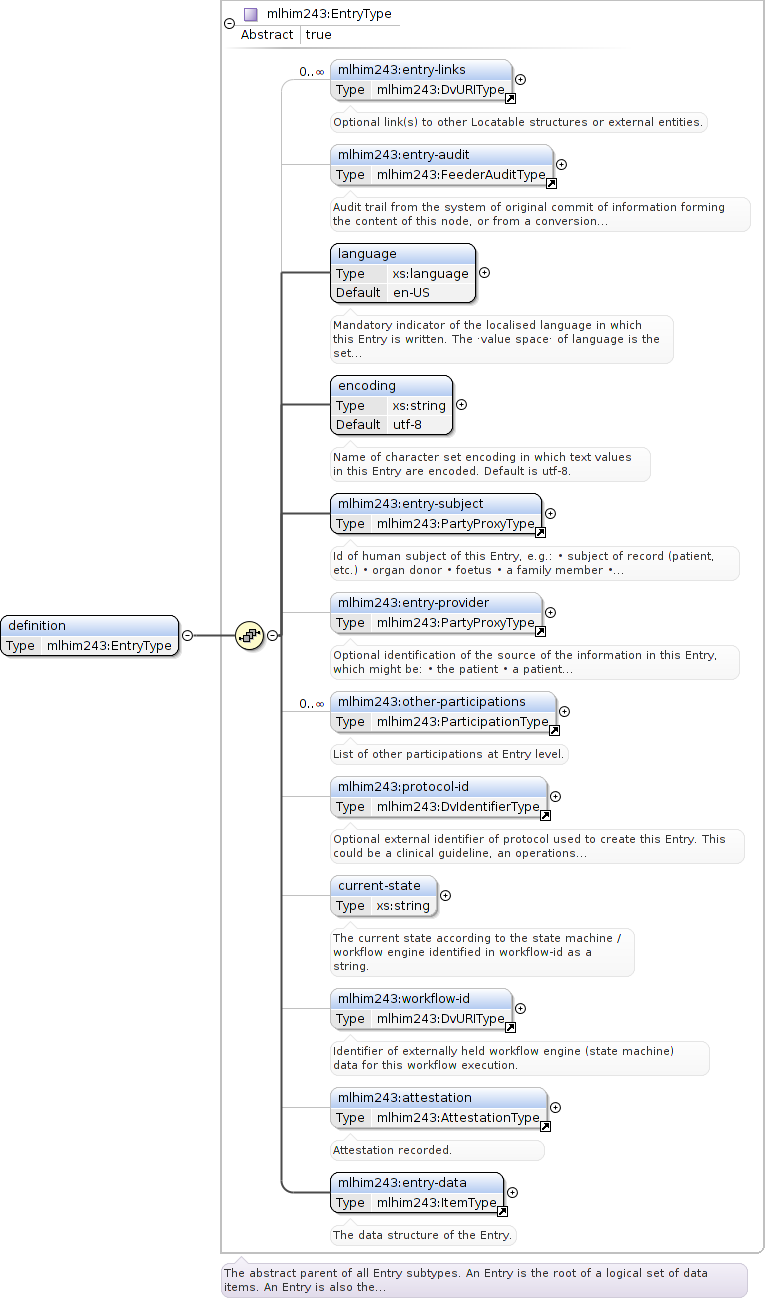 mlhim243:EntryType
Abstract true
0..∞
mlhim243:entry-links
Type mlhim243:DvURIType
Optional link(s) to other Locatable structures or external entities.
mlhim243:entry-audit
Type mlhim243:FeederAuditType
Audit trail from the system of original commit of information forming
the content of this node, or from a conversion...
language
Type xs:language
Default en-US
Mandatory indicator of the localised language in which
this Entry is written. The ·value space· of language is the
set...
encoding
Type xs:string
Default utf-8
Name of character set encoding in which text values
in this Entry are encoded. Default is utf-8.
mlhim243:entry-subject
Type mlhim243:PartyProxyType
Id of human subject of this Entry, e.g.: • subject of record (patient,
etc.) • organ donor • foetus • a family member •...
mlhim243:entry-provider
Type mlhim243:PartyProxyType
Optional identification of the source of the information in this Entry,
which might be: • the patient • a patient...
definition
Type mlhim243:EntryType
0..∞
mlhim243:other-participations
Type mlhim243:ParticipationType
List of other participations at Entry level.
mlhim243:protocol-id
Type mlhim243:DvIdentifierType
Optional external identifier of protocol used to create this Entry. This
could be a clinical guideline, an operations...
current-state
Type xs:string
The current state according to the state machine /
workflow engine identified in workflow-id as a
string.
mlhim243:workflow-id
Type mlhim243:DvURIType
Identifier of externally held workflow engine (state machine)
data for this workflow execution.
mlhim243:attestation
Type mlhim243:AttestationType
Attestation recorded.
mlhim243:entry-data
Type mlhim243:ItemType
The data structure of the Entry.
The abstract parent of all Entry subtypes. An Entry is the root of a logical set of data
items. An Entry is also the...